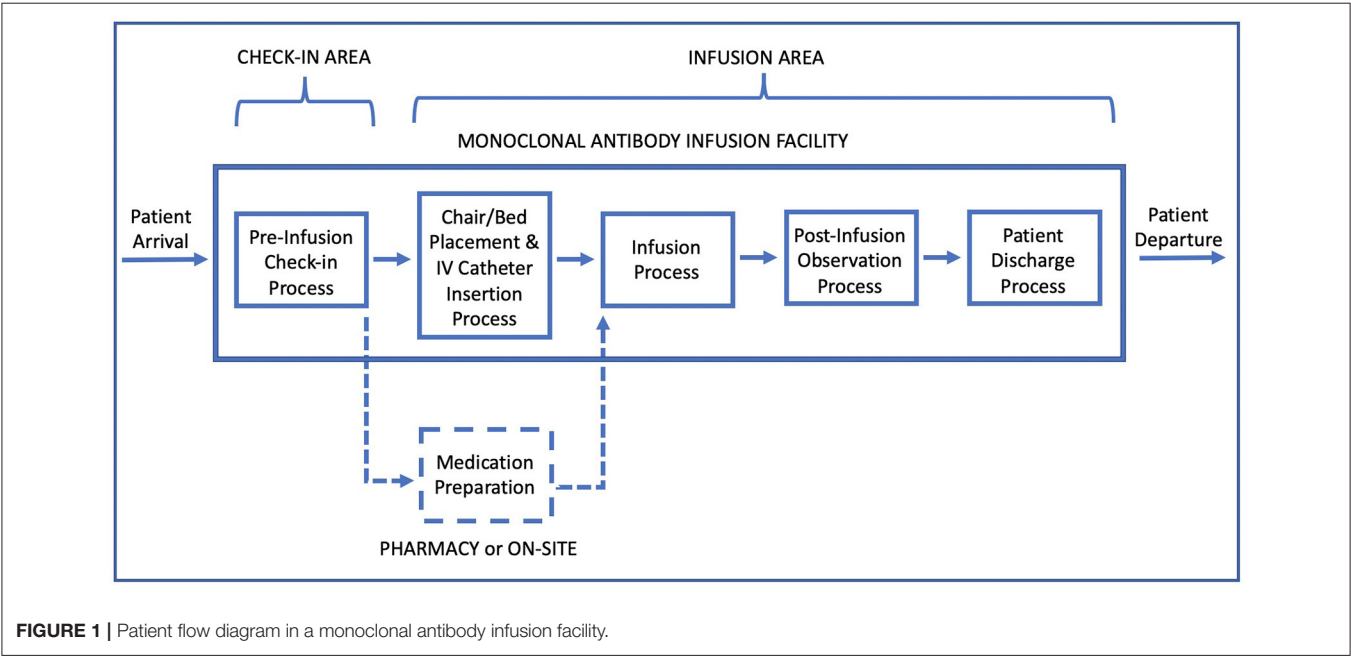 CHECK-IN AREA
INFUSION AREA
MONOCLONAL ANTIBODY INFUSION FACILITY
Patient
Arrival
Pre-Infusion
Check-in
Process
Chair/Bed
Placement &
IV Catheter
Insertion
Process
Infusion
Process
Post-Infusion
Observation
Process
Patient
Discharge
Process
Patient
Departure
Medication
Preparation
PHARMACY or ON-SITE
FIGURE 1 | Patient flow diagram in a monoclonal antibody infusion facility.